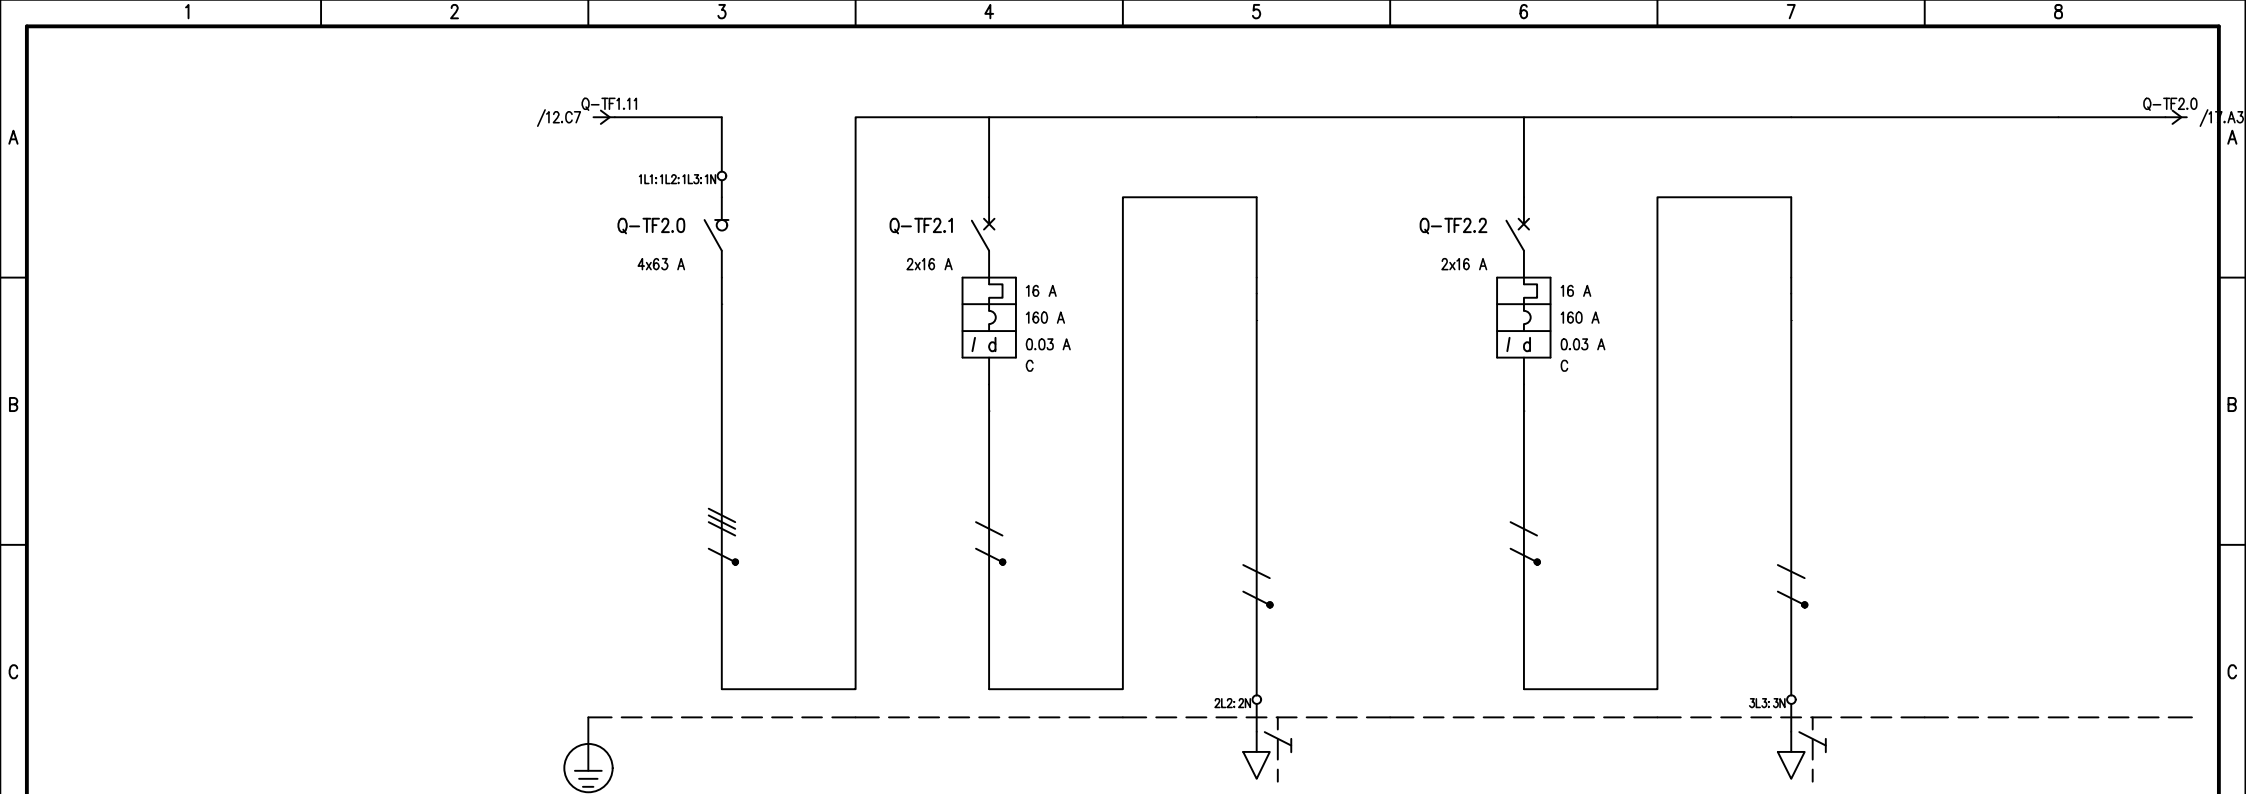 1 2 3 4 5 6 7 8
Q-TF1.11 Q-TF2.0
/12.C7 /17.A3
A A
1L1:1L2:1L3:1N
Q-TF2.0 Q-TF2.1 Q-TF2.2
4x63 A 2x16 A 2x16 A
16 A 16 A
160 A 160 A
I d 0.03 A I d 0.03 A
C C
B B
C C
2L2:2N 3L3:3N